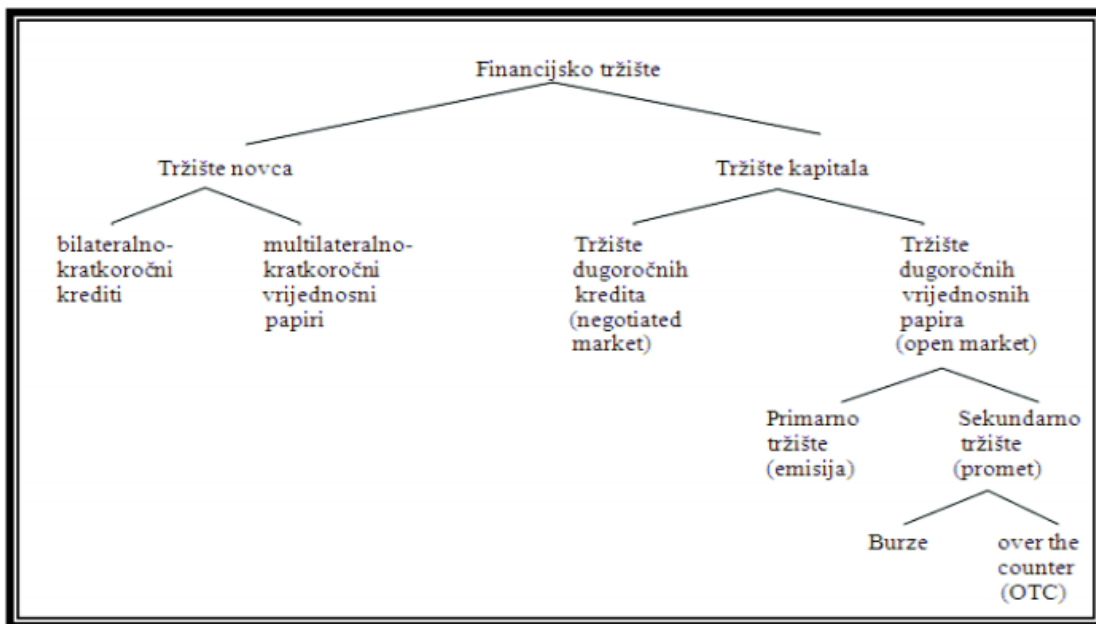 Financijsko tržište
Tržište novca
Tržište kapitala
bilateralno-
kratkoročni
krediti
multilateralno-
kratkoročni
vrijednosni
papiri
Tržište
dugoročnih
kredita
(negotiated
market)
Tržište
dugoročnih
vrijednosnih
papira
(open market)
Primarno
tržište
(emisija)
Sekundarno
tržište
(promet)
Burze
over the
counter
(OTC)